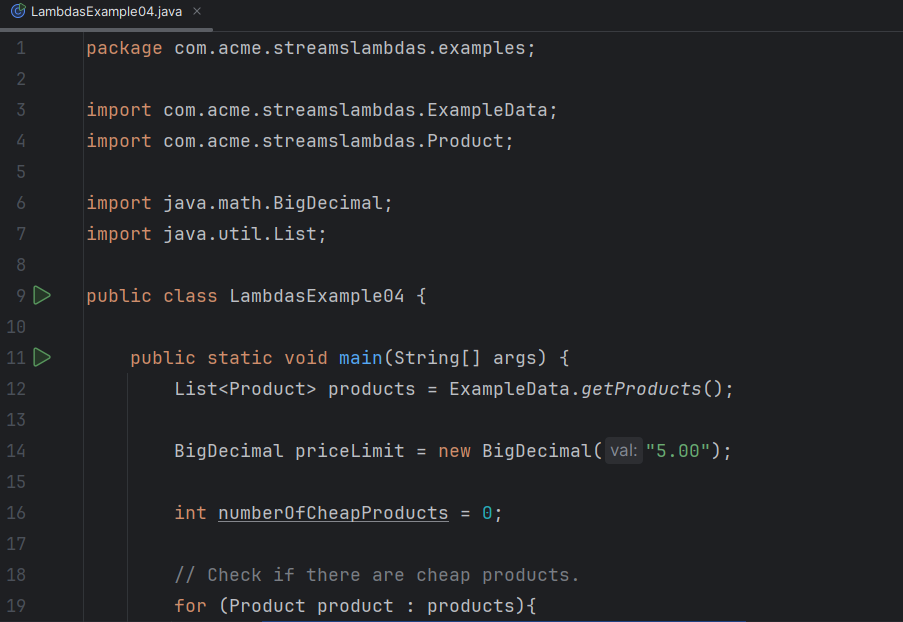 LambdasExample04.java ×
1 package com.acme.streamslambdas.examples;
2
3 import com.acme.streamslambdas.ExampleData;
4 import com.acme.streamslambdas.Product;
5
6 import java.math.BigDecimal;
7 import java.util.List;
8
9 public class LambdasExample04 {
10
11     public static void main(String[] args) {
12         List<Product> products = ExampleData.getProducts();
13
14         BigDecimal priceLimit = new BigDecimal( val: "5.00");
15
16         int numberOfCheapProducts = 0;
17
18         // Check if there are cheap products.
19         for (Product product : products){